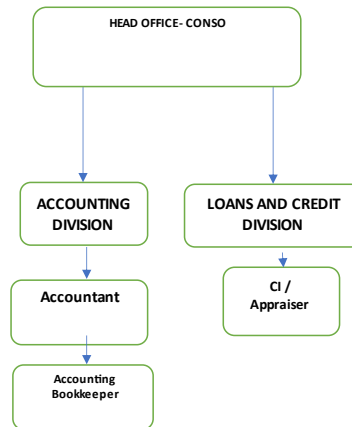 HEAD OFFICE- CONSO
ACCOUNTING
DIVISION
LOANS AND CREDIT
DIVISION
Accountant
CI /
Appraiser
Accounting
Bookkeeper